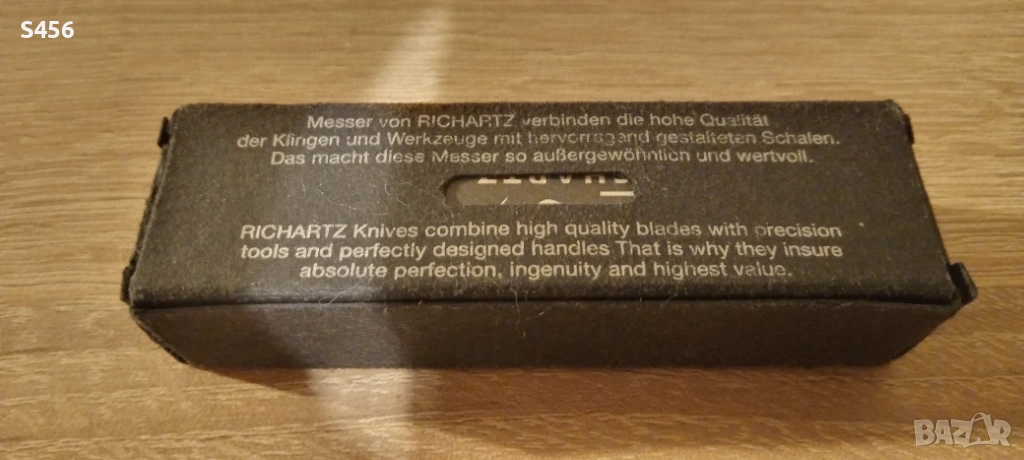 S456
Messer von RICHARTZ verbinden die hohe Qualität
der Klingen und Werkzeuge mit hervorragand gestalteten Schalen.
Das macht diese Messer so außergewöhnlich und wertvoll.
RICHARTZ Knives combine high quality blades with precision
tools and perfectly designed handles That is why they insure
absolute perfection, ingenuity and highest value.
BAZAR